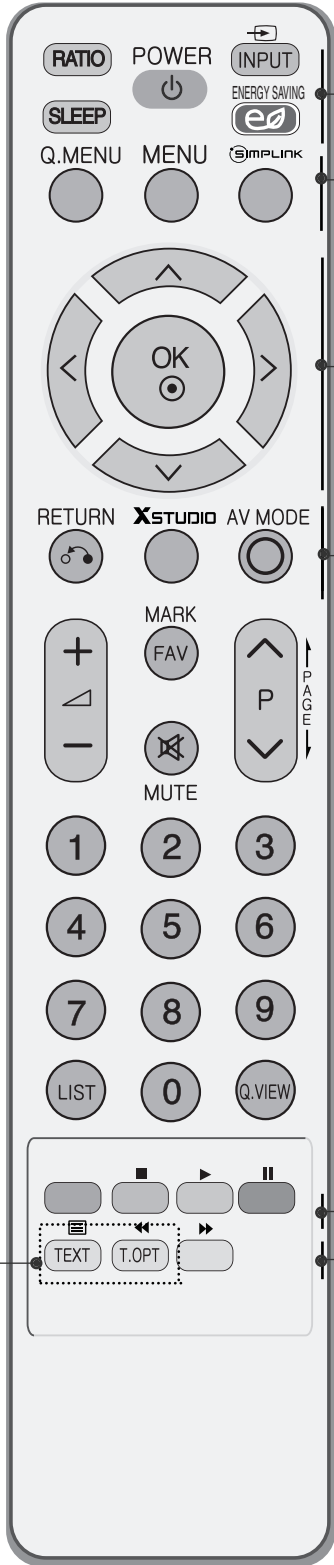 RATIO POWER INPUT
ENERGY SAVING
SLEEP
Q.MENU MENU SIMPLINK
OK
RETURN XSTUDIO AV MODE
MARK
+ FAV
P PAGE
-
MUTE
1 2 3
4 5 6
7 8 9
LIST 0 Q.VIEW
TEXT T.OPT